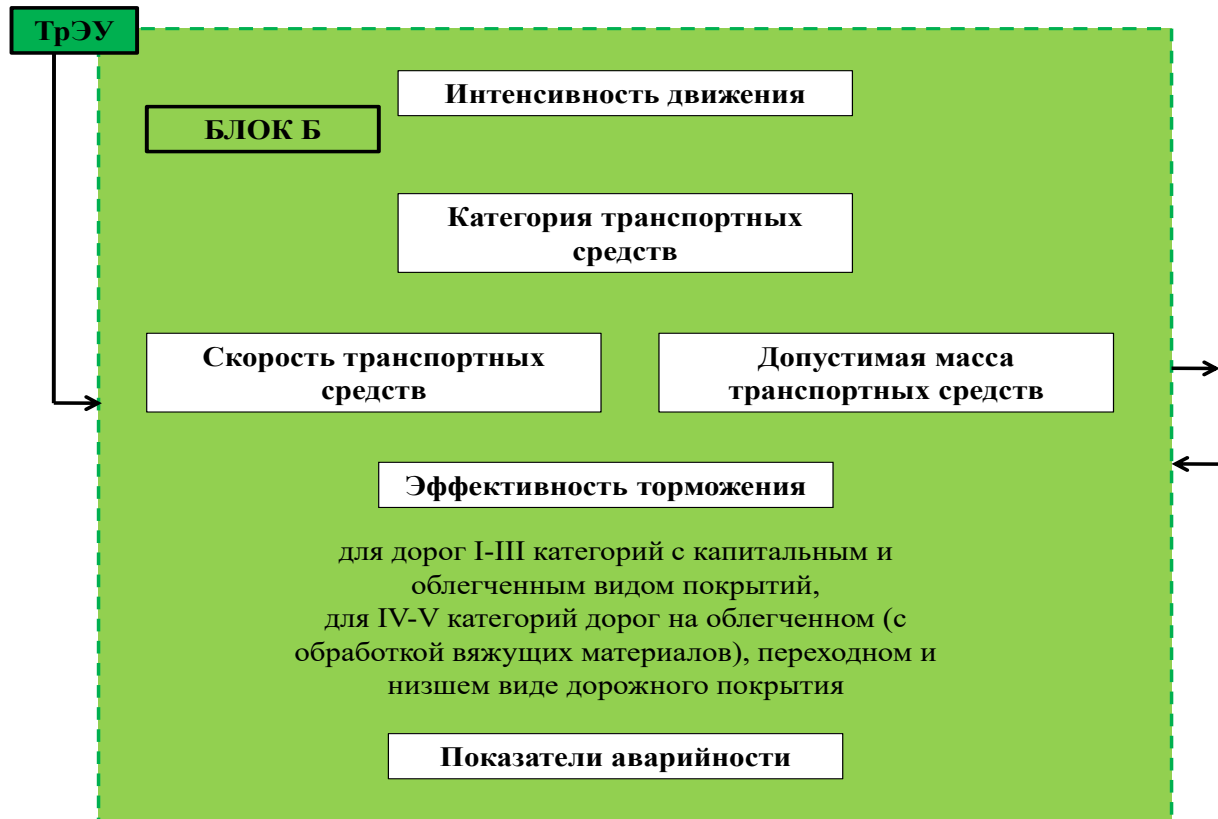 ТрЭУ
Интенсивность движения
БЛОК Б
Категория транспортных
средств
Скорость транспортных
средств
Допустимая масса
транспортных средств
Эффективность торможения
для дорог I-III категорий с капитальным и
облегченным видом покрытий,
для IV-V категорий дорог на облегченном (с
обработкой вяжущих материалов), переходном и
низшем виде дорожного покрытия
Показатели аварийности